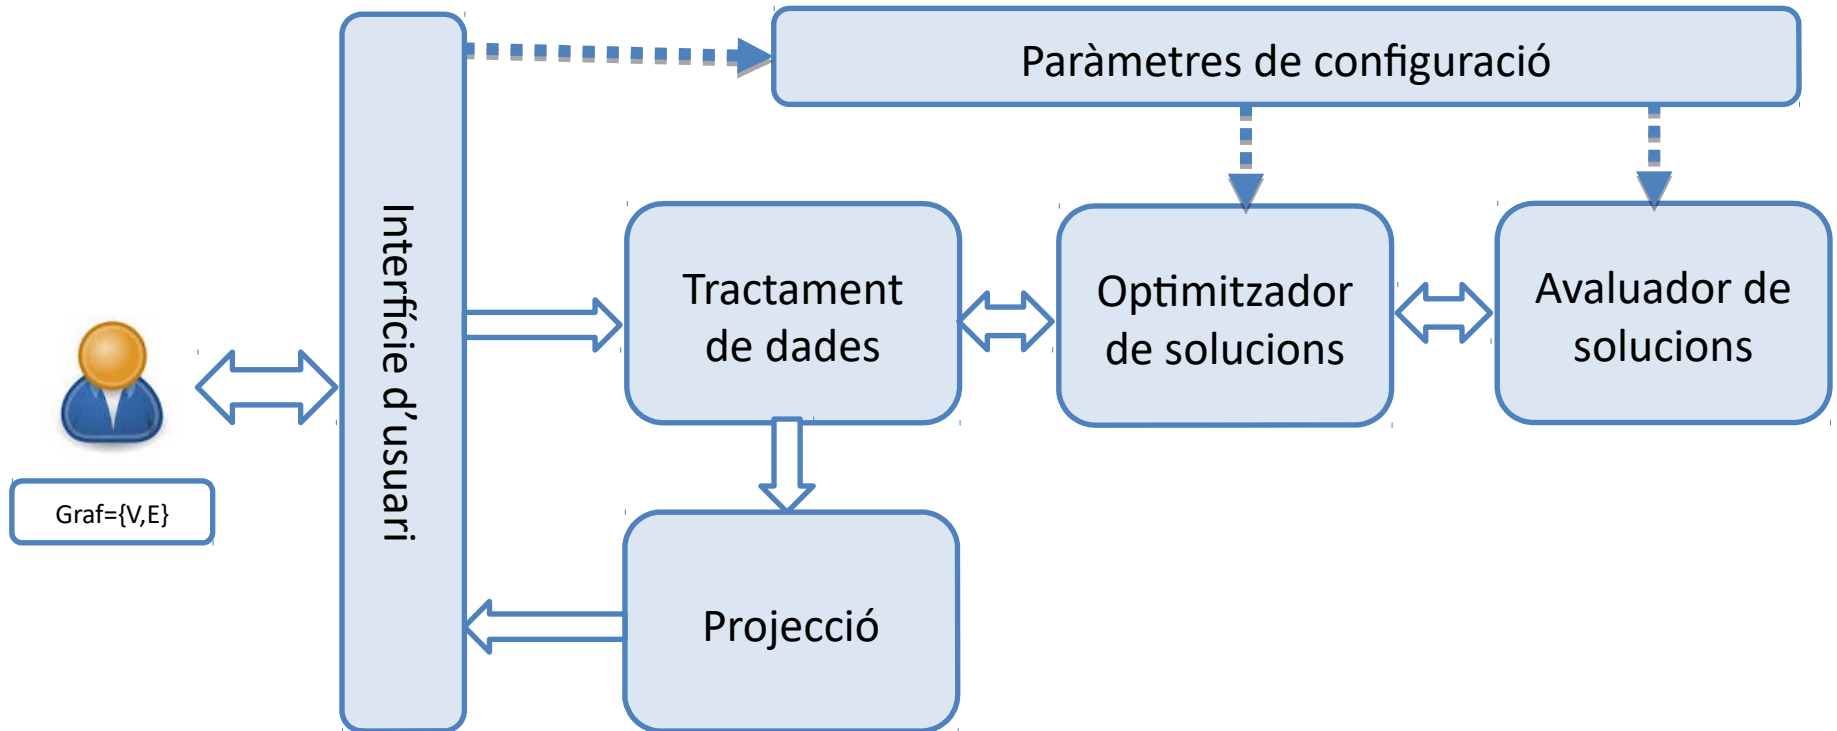 Paràmetres de configuració
Interfície d'usuari
Tractament
de dades
Optimitzador
de solucions
Avaluador de
solucions
Graf={V,E}
Projecció